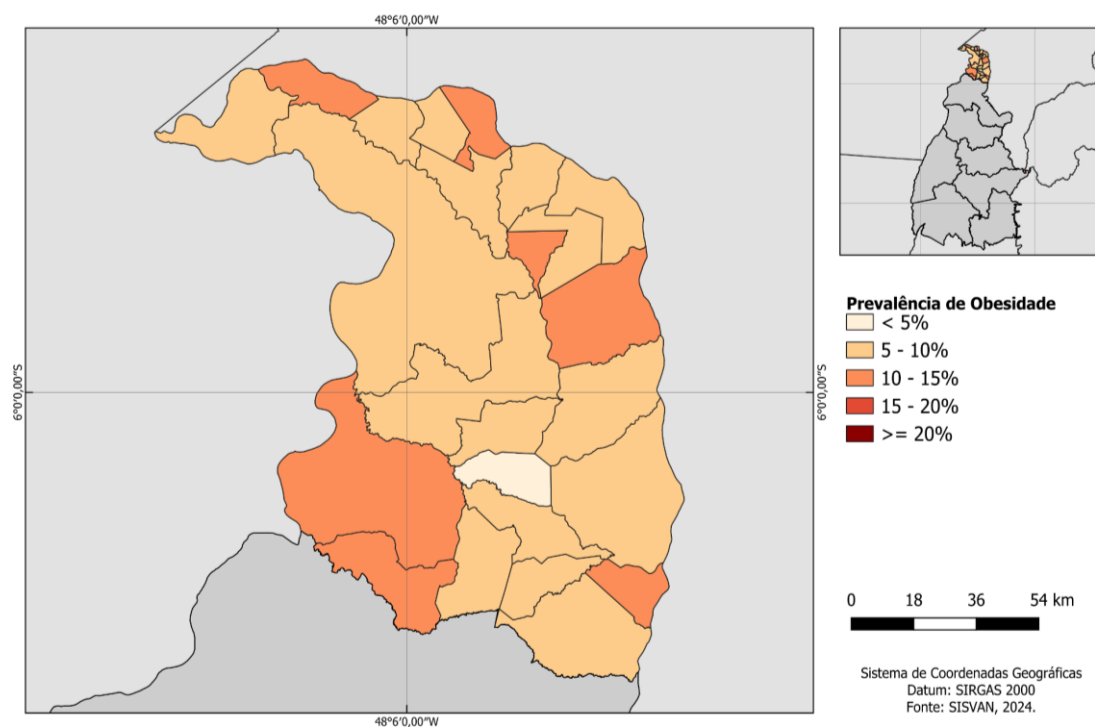 48°6'0,00"W
6°0'0,00"S
6°0'0,00"S
48°6'0,00"W
Prevalência de Obesidade
< 5%
5 - 10%
10 - 15%
15 - 20%
>= 20%
0 18 36 54 km
Sistema de Coordenadas Geográficas
Datum: SIRGAS 2000
Fonte: SISVAN, 2024.